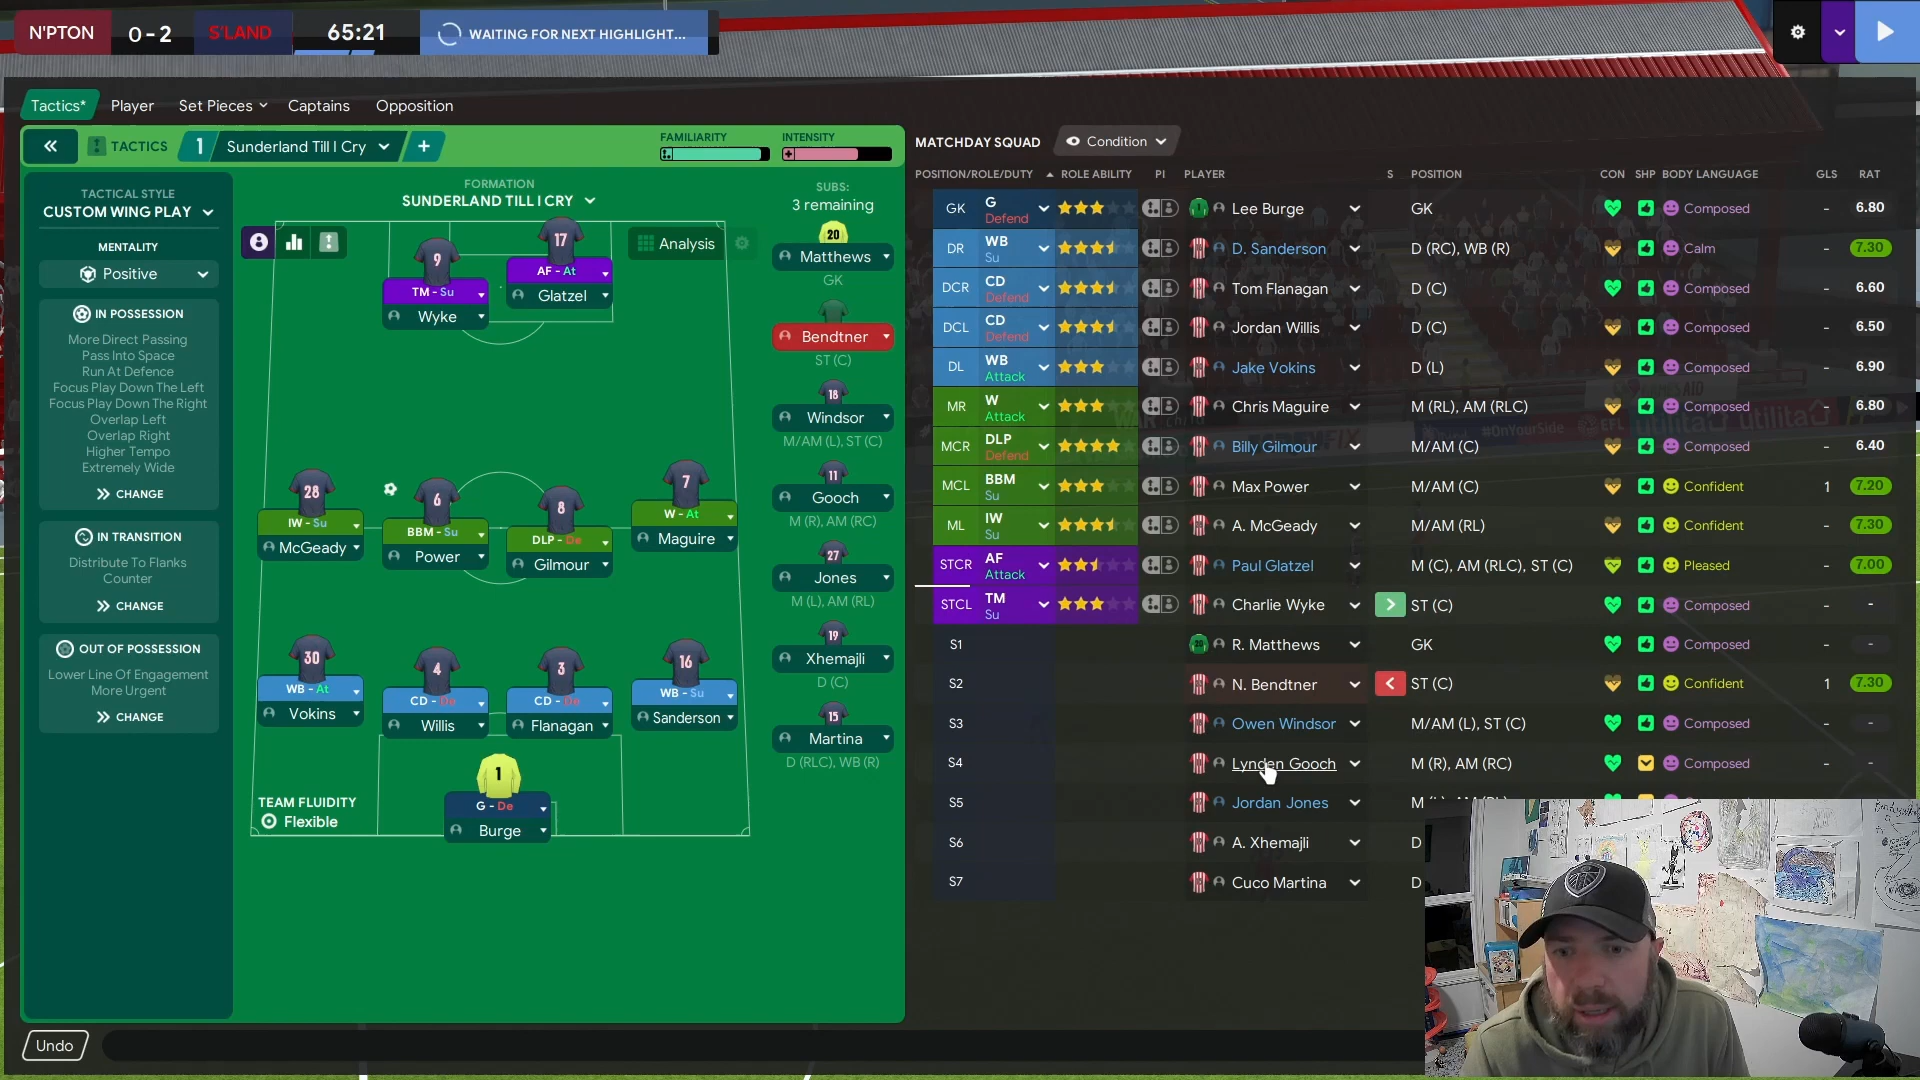 N'PTON 0 - 2 S'LAND 65:21 WAITING FOR NEXT HIGHLIGHT...
Tactics* Player Set Pieces Captains Opposition
TACTICS 1 Sunderland Till I Cry +
FAMILIARITY INTENSITY
TACTICAL STYLE
CUSTOM WING PLAY
MENTALITY
Positive
IN POSSESSION
More Direct Passing
Pass Into Space
Run At Defence
Focus Play Down The Left
Focus Play Down The Right
Overlap Left
Overlap Right
Higher Tempo
Extremely Wide
CHANGE
IN TRANSITION
Distribute To Flanks
Counter
CHANGE
OUT OF POSSESSION
Lower Line Of Engagement
More Urgent
CHANGE
FORMATION
SUNDERLAND TILL I CRY
Analysis
9
TM - Su
Wyke
17
AF - At
Glatzel
28
IW - Su
McGeady
6
BBM - Su
Power
8
DLP - De
Gilmour
7
W - At
Maguire
30
WB - At
Vokins
4
CD - De
Willis
3
CD - De
Flanagan
16
WB - Su
Sanderson
1
G - De
Burge
TEAM FLUIDITY
Flexible
SUBS:
3 remaining
20
Matthews
GK
Bendtner
ST (C)
18
Windsor
M/AM (L), ST (C)
11
Gooch
M (R), AM (RC)
27
Jones
M (L), AM (RL)
19
Xhemajli
D (C)
15
Martina
D (RLC), WB (R)
MATCHDAY SQUAD Condition
POSITION/ROLE/DUTY ROLE ABILITY PI PLAYER S POSITION CON SHP BODY LANGUAGE GLS RAT
GK G Defend Lee Burge GK Composed - 6.80
DR WB Su D. Sanderson D (RC), WB (R) Calm - 7.30
DCR CD Defend Tom Flanagan D (C) Composed - 6.60
DCL CD Defend Jordan Willis D (C) Composed - 6.50
DL WB Attack Jake Vokins D (L) Composed - 6.90
MR W Attack Chris Maguire M (RL), AM (RLC) Composed - 6.80
MCR DLP Defend Billy Gilmour M/AM (C) Composed - 6.40
MCL BBM Su Max Power M/AM (C) Confident 1 7.20
ML IW Su A. McGeady M/AM (RL) Confident - 7.30
STCR AF Attack Paul Glatzel M (C), AM (RLC), ST (C) Pleased - 7.00
STCL TM Su Charlie Wyke ST (C) Composed - -
S1 R. Matthews GK Composed - -
S2 N. Bendtner ST (C) Confident 1 7.30
S3 Owen Windsor M/AM (L), ST (C) Composed - -
S4 Lynden Gooch M (R), AM (RC) Composed - -
S5 Jordan Jones
S6 A. Xhemajli D
S7 Cuco Martina D
Undo